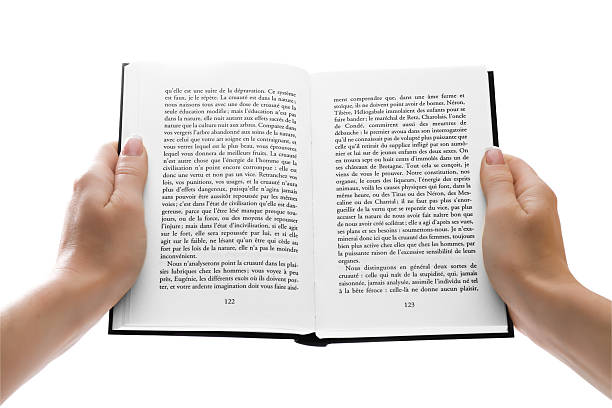 qu'elle est une suite de la dépravation. Ce système
est faux, je le répète. La cruauté est dans la nature ;
nous naissons tous avec une dose de cruauté que la
seule éducation modifie ; mais l'éducation n'est pas
dans la nature, elle nuit autant aux effets sacrés de la
nature que la culture nuit aux arbres. Comparez dans
vos vergers l'arbre abandonné aux soins de la nature,
avec celui que votre art soigne en le contraignant, et
vous verrez lequel est le plus beau, vous éprouverez
lequel vous donnera de meilleurs fruits. La cruauté
n'est autre chose que l'énergie de l'homme que la
civilisation n'a point encore corrompue : elle est
donc une vertu et non pas un vice. Retranchez vos
lois, vos punitions, vos usages, et la cruauté n'aura
plus d'effets dangereux, puisqu'elle n'agira jamais
sans pouvoir être aussitôt repoussée par les mêmes
voies ; c'est dans l'état de civilisation qu'elle est dan-
gereuse, parce que l'être lésé manque presque tou-
jours, ou de la force, ou des moyens de repousser
l'injure ; mais dans l'état d'incivilisation, si elle agit
sur le fort, elle sera repoussée par lui, et si elle
agit sur le faible, ne lésant qu'un être qui cède au
fort par les lois de la nature, elle n'a pas le moindre
inconvénient.
Nous n'analyserons point la cruauté dans les plai-
sirs lubriques chez les hommes ; vous voyez à peu
près, Eugénie, les différents excès où ils doivent por-
ter, et votre ardente imagination doit vous faire aisé-
122
ment comprendre que, dans une âme ferme et
stoïque, ils ne doivent point avoir de bornes. Néron,
Tibère, Héliogabale immolaient des enfants pour se
faire bander ; le maréchal de Retz, Charolais, l'oncle
de Condé, commirent aussi des meurtres de
débauche : le premier avoua dans son interrogatoire
qu'il ne connaissait pas de volupté plus puissante que
celle qu'il retirait du supplice infligé par son aumô-
nier et lui sur de jeunes enfants des deux sexes. On
en trouva sept ou huit cents d'immolés dans un de
ses châteaux de Bretagne. Tout cela se conçoit, je
viens de vous le prouver. Notre constitution, nos
organes, le cours des liqueurs, l'énergie des esprits
animaux, voilà les causes physiques qui font, dans la
même heure, ou des Titus ou des Néron, des Messa-
line ou des Chantal ; il ne faut pas plus s'enor-
gueillir de la vertu que se repentir du vice, pas plus
accuser la nature de nous avoir fait naître bon que
de nous avoir créé scélérat ; elle a agi d'après ses vues,
ses plans et ses besoins : soumettons-nous. Je n'exa-
minerai donc ici que la cruauté des femmes, toujours
bien plus active chez elles que chez les hommes, par
la puissante raison de l'excessive sensibilité de leurs
organes.
Nous distinguons en général deux sortes de
cruauté : celle qui naît de la stupidité, qui, jamais
raisonnée, jamais analysée, assimile l'individu né tel
à la bête féroce : celle-là ne donne aucun plaisir,
123